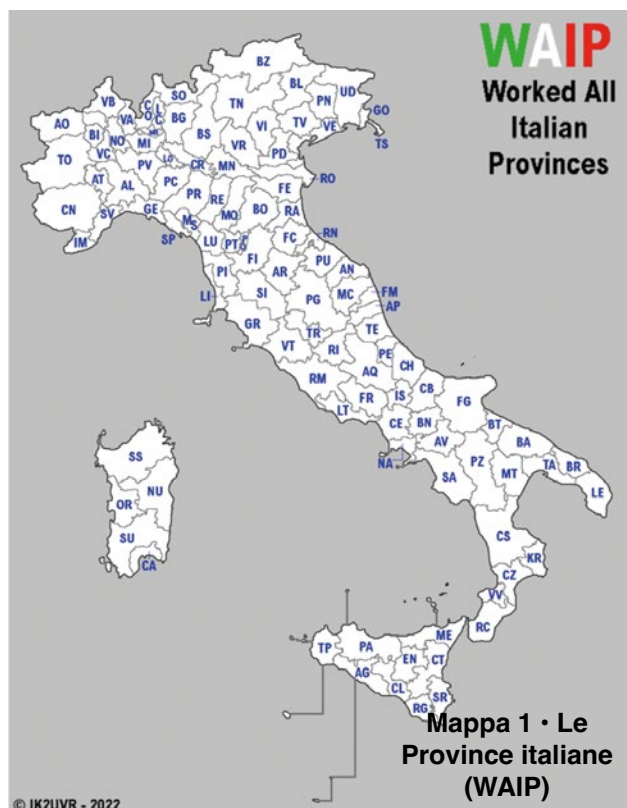 WAIP
Worked All
Italian
Provinces
BZ
BL
UD
PN
SO
TN
VB
C
O
L
C
BG
AO
VA
TV
VE
GO
TS
BI
NO
MI
BS
VI
VR
TO
VC
PV
LO
CR
MN
PD
RO
AT
AL
PC
PR
RE
FE
CN
SV
GE
M
S
MO
BO
RA
IM
SP
LU
PT
P
O
FC
RN
FI
PU
PI
AR
AN
LI
SI
MC
FM
PG
AP
GR
TR
TE
VT
RI
PE
CH
AQ
RM
IS
CB
FG
FR
LT
CE
BN
BT
BA
AV
NA
SA
PZ
MT
TA
BR
LE
SS
NU
OR
SU
CA
CS
KR
CZ
VV
RC
ME
TP
PA
EN
CT
AG
CL
SR
RG
Mappa 1 • Le
Province italiane
(WAIP)
© IK2UVR - 2022